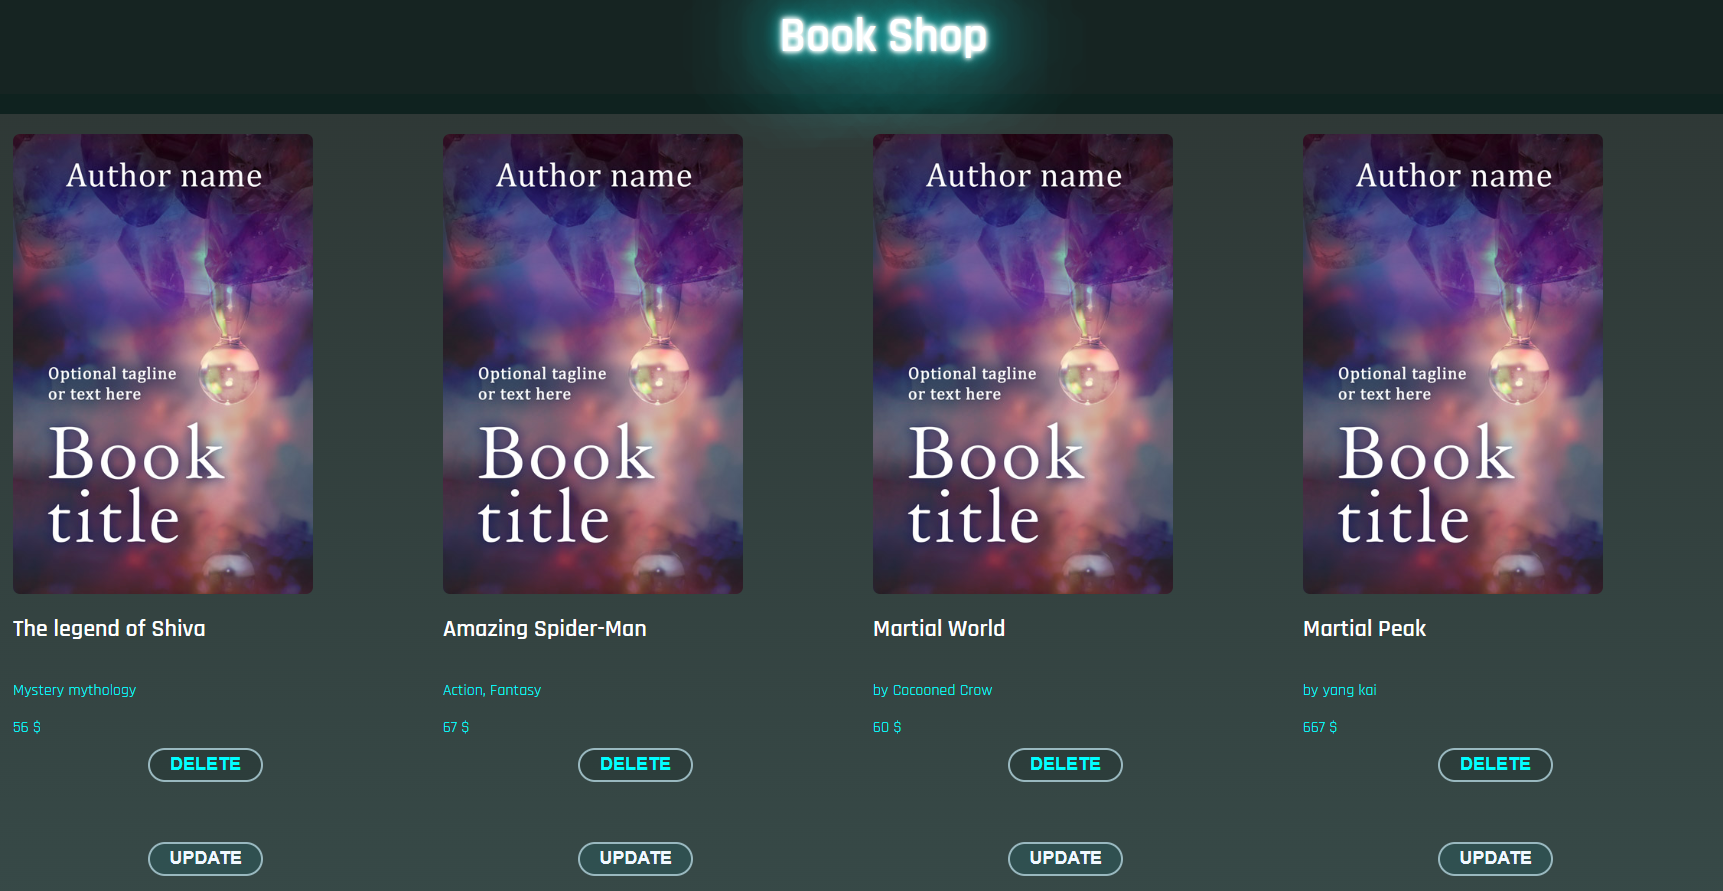 Book Shop
Author name
Optional tagline
or text here
Book
title
The legend of Shiva
Mystery mythology
56 $
DELETE
UPDATE
Author name
Optional tagline
or text here
Book
title
Amazing Spider-Man
Action, Fantasy
67 $
DELETE
UPDATE
Author name
Optional tagline
or text here
Book
title
Martial World
by Cocooned Crow
60 $
DELETE
UPDATE
Author name
Optional tagline
or text here
Book
title
Martial Peak
by yang kai
667 $
DELETE
UPDATE